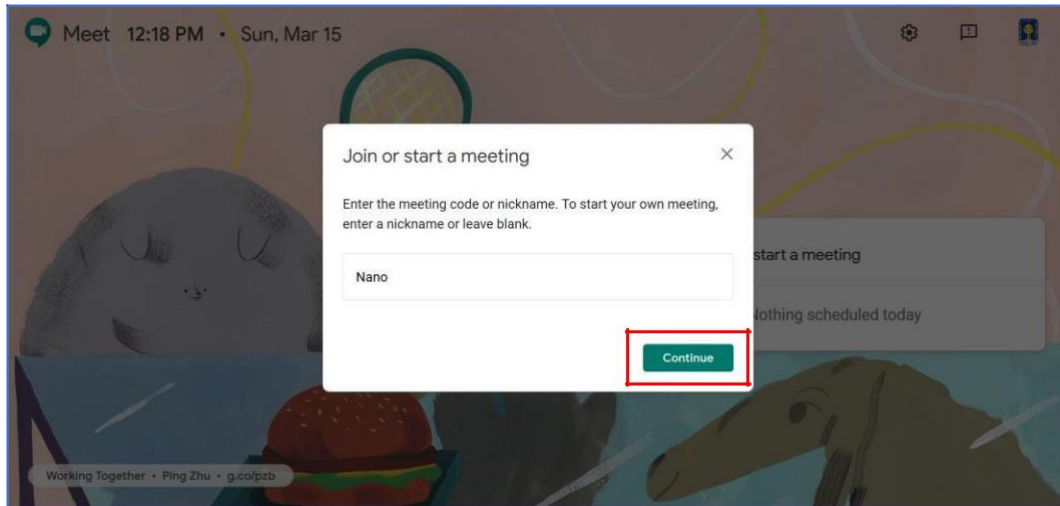 Meet 12:18 PM • Sun, Mar 15
Join or start a meeting
Enter the meeting code or nickname. To start your own meeting,
enter a nickname or leave blank.
start a meeting
Nano
Nothing scheduled today
Continue
Working Together • Ping Zhu • g.co/pzb